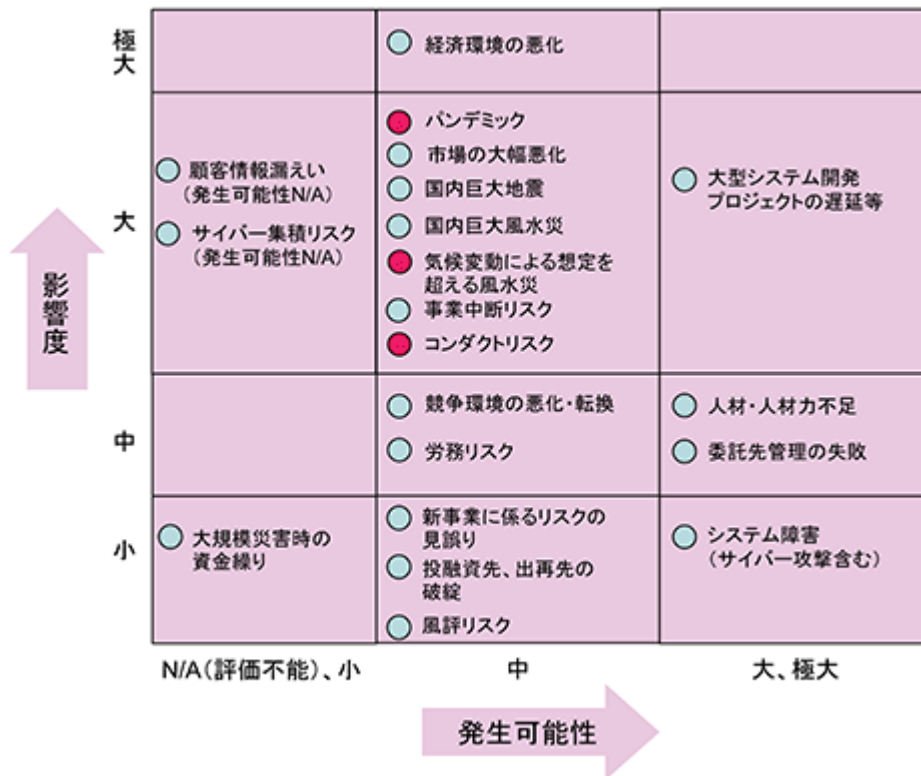 極大
経済環境の悪化
大
顧客情報漏えい
（発生可能性N/A）
サイバー集積リスク
（発生可能性N/A）
パンデミック
市場の大幅悪化
国内巨大地震
国内巨大風水災
気候変動による想定を
超える風水災
事業中断リスク
コンダクトリスク
大型システム開発
プロジェクトの遅延等
影響度
中
競争環境の悪化・転換
労務リスク
人材・人材力不足
委託先管理の失敗
小
大規模災害時の
資金繰り
新事業に係るリスクの
見誤り
投融資先、出再先の
破綻
風評リスク
システム障害
（サイバー攻撃含む）
N/A（評価不能）、小
中
大、極大
発生可能性